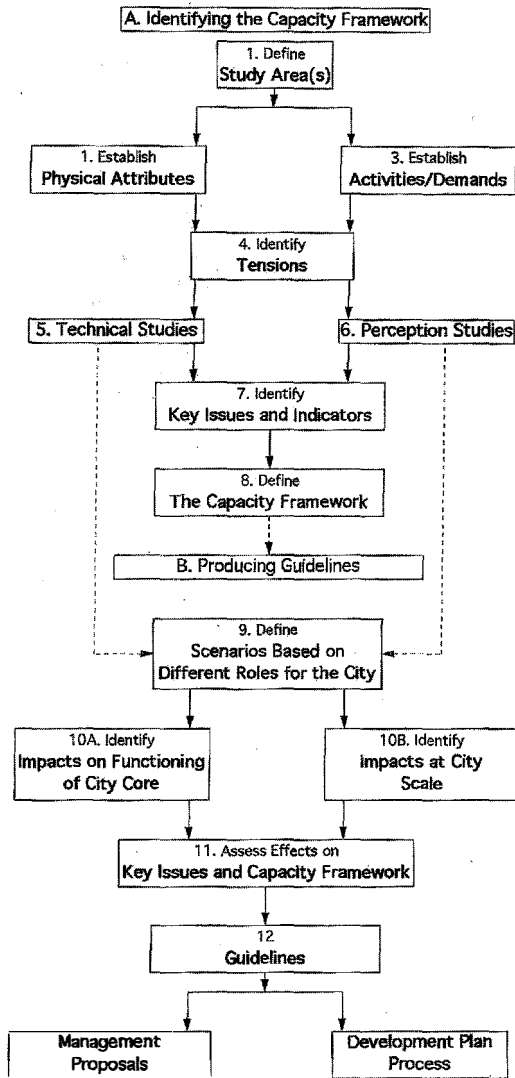 A. Identifying the Capacity Framework
1. Define
Study Area(s)
1. Establish
Physical Attributes
3. Establish
Activities/Demands
4. Identify
Tensions
5. Technical Studies
6. Perception Studies
7. Identify
Key Issues and Indicators
8. Define
The Capacity Framework
B. Producing Guidelines
9. Define
Scenarios Based on
Different Roles for the City
10A. Identify
Impacts on Functioning
of City Core
10B. Identify
Impacts at City
Scale
11. Assess Effects on
Key Issues and Capacity Framework
12
Guidelines
Management
Proposals
Development Plan
Process